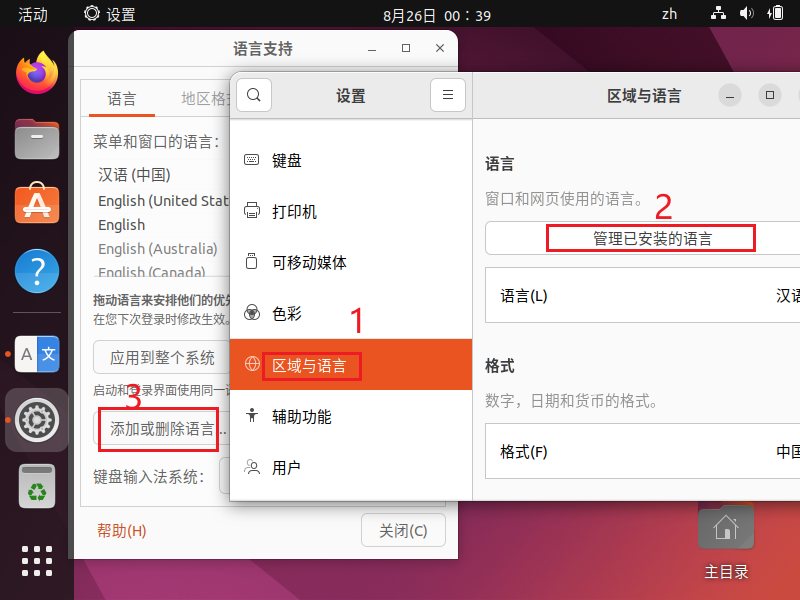 活动
设置
8月26日 00：39
zh
语言支持
语言
地区格式
菜单和窗口的语言：
汉语 (中国)
English (United Stat
English
English (Australia)
English (Canada)
拖动语言来安排他们的优先
在您下次登录时修改生效。
应用到整个系统
启动和登录界面使用同一语
3
添加或删除语言...
键盘输入法系统：
帮助(H)
关闭(C)
设置
键盘
打印机
可移动媒体
色彩
1
区域与语言
辅助功能
用户
区域与语言
语言
窗口和网页使用的语言。
2
管理已安装的语言
语言(L)
汉语
格式
数字，日期和货币的格式。
格式(F)
中国
A 文
主目录